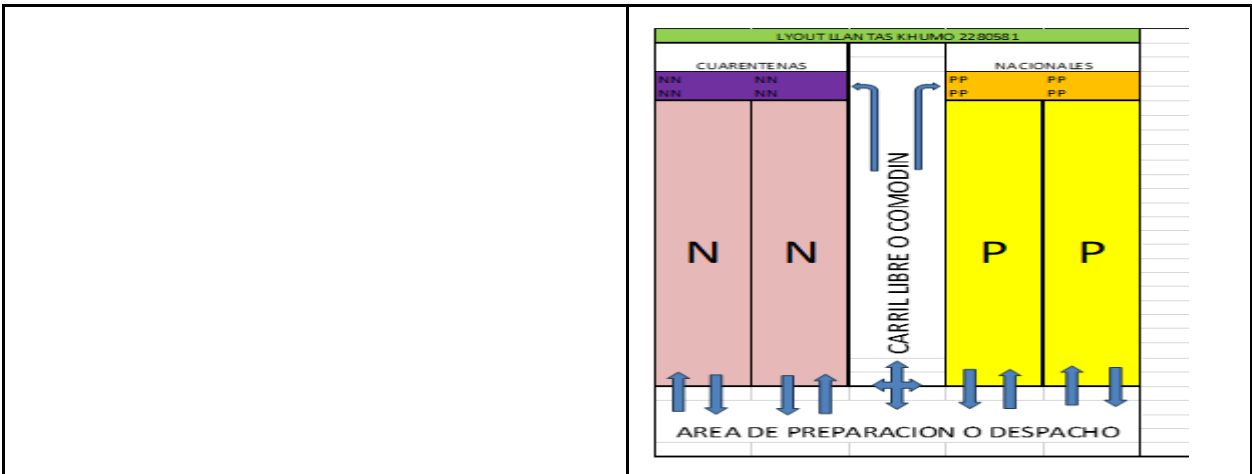 LYOUT LLANTAS KHUMO 2280581
CUARENTENAS
NACIONALES
NN NN
NN NN
PP PP
PP PP
CARRIL LIBRE O COMODIN
N N
P P
AREA DE PREPARACION O DESPACHO